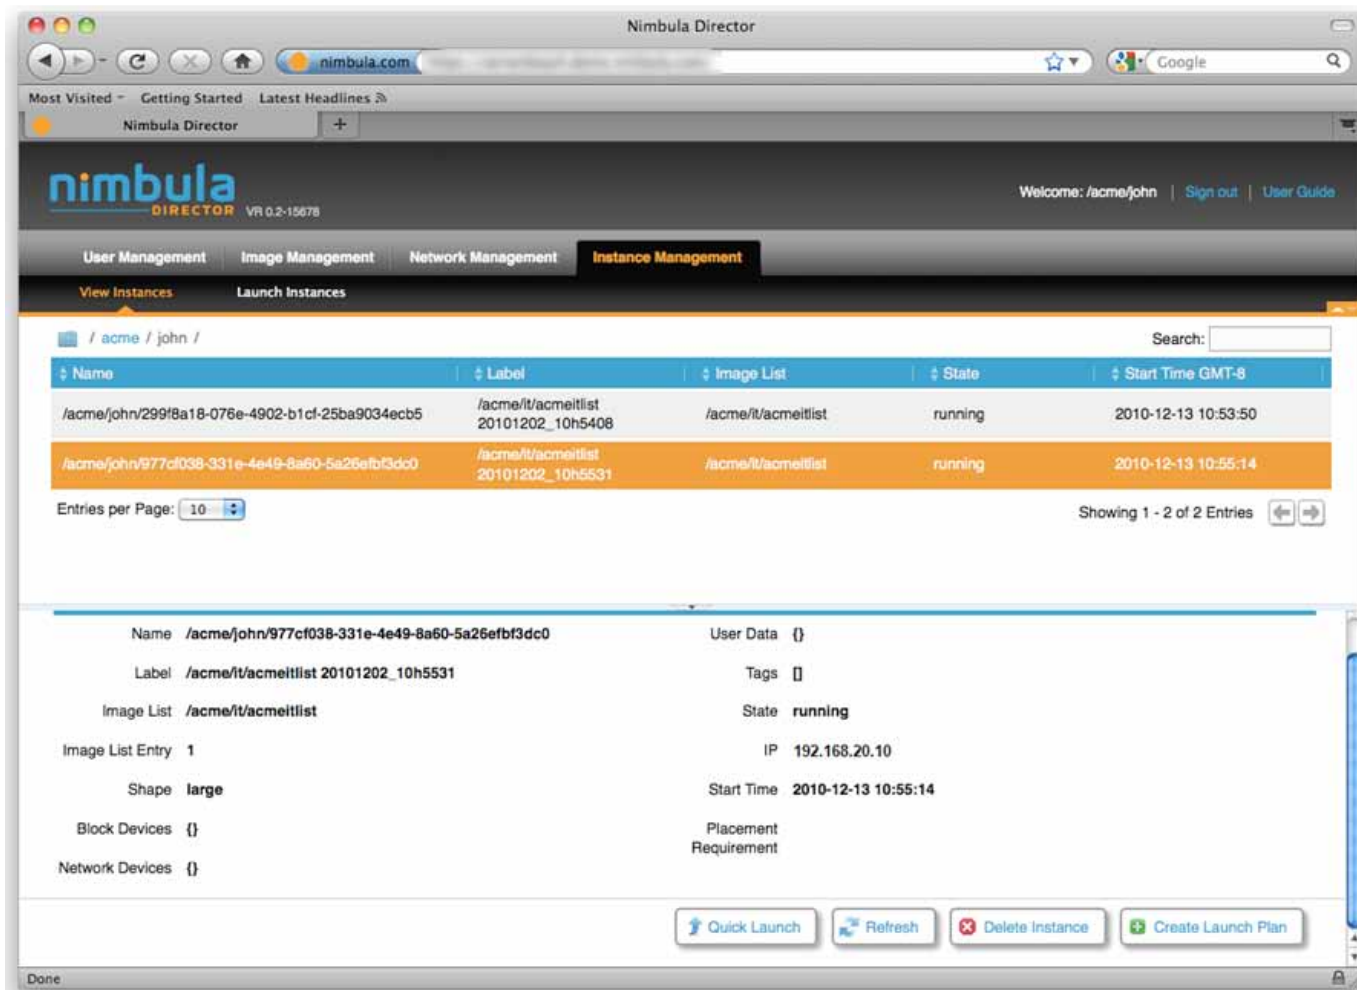 Nimbula Director
nimbula.com
Google
Most Visited Getting Started Latest Headlines
Nimbula Director +
nimbula
DIRECTOR VR 0.2-15678
Welcome: /acme/john | Sign out | User Guide
User Management Image Management Network Management Instance Management
View Instances Launch Instances
/ acme / john /
Search:
Name Label Image List State Start Time GMT-8
/acme/john/299f8a18-076e-4902-b1cf-25ba9034ecb5 /acme/it/acmeitlist 20101202_10h5408 /acme/it/acmeitlist running 2010-12-13 10:53:50
/acme/john/977cf038-331e-4e49-8a60-5a26efbf3dc0 /acme/it/acmeitlist 20101202_10h5531 /acme/it/acmeitlist running 2010-12-13 10:55:14
Entries per Page: 10
Showing 1 - 2 of 2 Entries
Name /acme/john/977cf038-331e-4e49-8a60-5a26efbf3dc0
User Data {}
Label /acme/it/acmeitlist 20101202_10h5531
Tags []
Image List /acme/it/acmeitlist
State running
Image List Entry 1
IP 192.168.20.10
Shape large
Start Time 2010-12-13 10:55:14
Block Devices {}
Placement
Requirement
Network Devices {}
Quick Launch Refresh Delete Instance Create Launch Plan
Done